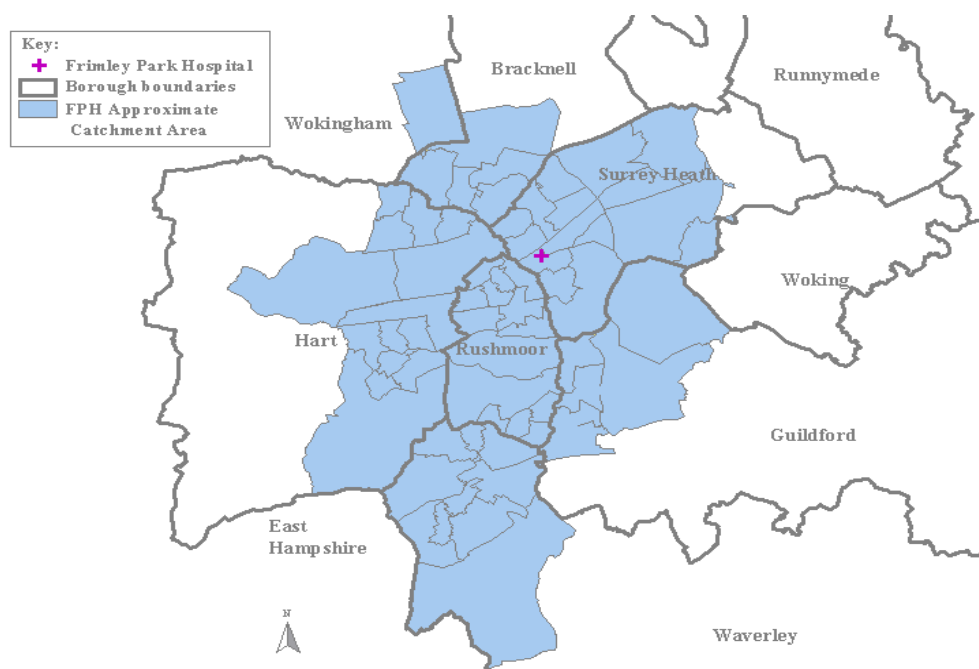 Key:
Frimley Park Hospital
Borough boundaries
FPH Approximate
Catchment Area
Bracknell
Runnymede
Wokingham
Surrey Heath
Woking
Hart
Rushmoor
Guildford
East
Hampshire
N
Waverley